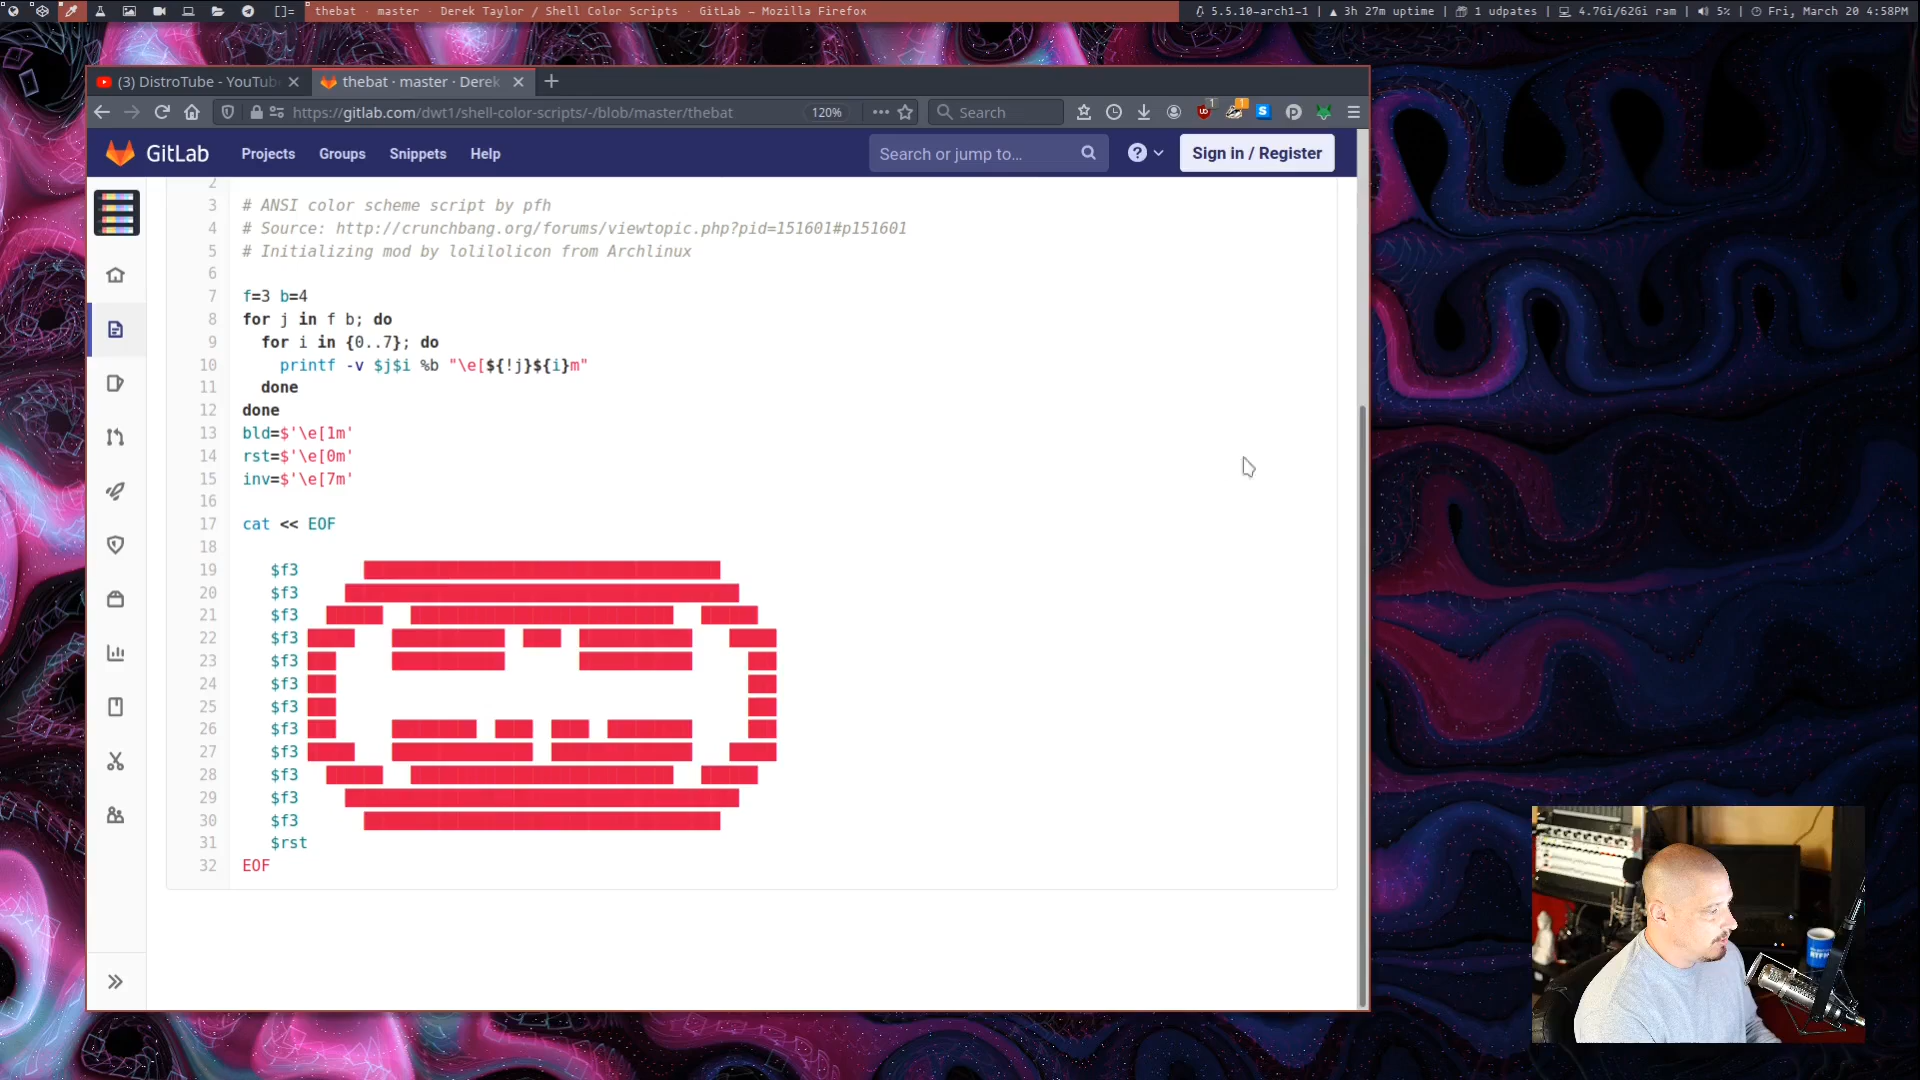 []= thebat · master · Derek Taylor / Shell Color Scripts · GitLab – Mozilla Firefox 5.5.10-arch1-1 | ▲ 3h 27m uptime | 1 udpates | 4.7Gi/62Gi ram | 5% | Fri, March 20 4:58PM
(3) DistroTube - YouTub thebat · master · Derek
https://gitlab.com/dwt1/shell-color-scripts/-/blob/master/thebat 120% Search 1 1 S
GitLab Projects Groups Snippets Help Search or jump to… Sign in / Register
2
3 # ANSI color scheme script by pfh
4 # Source: http://crunchbang.org/forums/viewtopic.php?pid=151601#p151601
5 # Initializing mod by lolilolicon from Archlinux
6
7 f=3 b=4
8 for j in f b; do
9 for i in {0..7}; do
10 printf -v $j$i %b "\e[${!j}${i}m"
11 done
12 done
13 bld=$'\e[1m'
14 rst=$'\e[0m'
15 inv=$'\e[7m'
16
17 cat << EOF
18
19 $f3
20 $f3
21 $f3
22 $f3
23 $f3
24 $f3
25 $f3
26 $f3
27 $f3
28 $f3
29 $f3
30 $f3
31 $rst
32 EOF